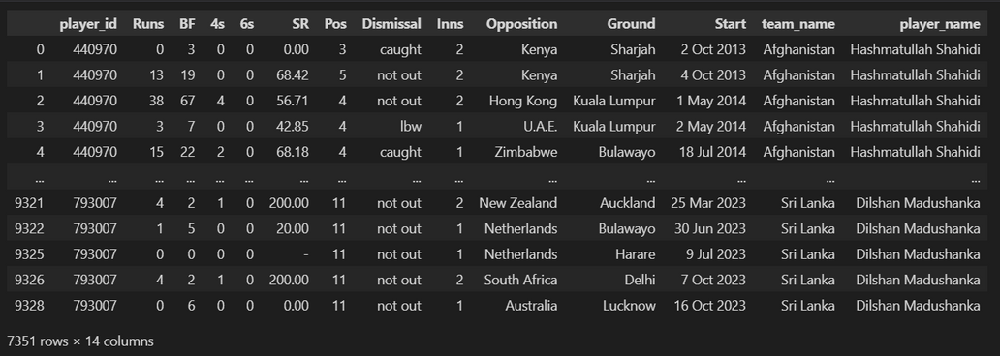 player_id Runs BF 4s 6s SR Pos Dismissal Inns Opposition Ground Start team_name player_name
0 440970 0 3 0 0 0.00 3 caught 2 Kenya Sharjah 2 Oct 2013 Afghanistan Hashmatullah Shahidi
1 440970 13 19 0 0 68.42 5 not out 2 Kenya Sharjah 4 Oct 2013 Afghanistan Hashmatullah Shahidi
2 440970 38 67 4 0 56.71 4 not out 2 Hong Kong Kuala Lumpur 1 May 2014 Afghanistan Hashmatullah Shahidi
3 440970 3 7 0 0 42.85 4 lbw 1 U.A.E. Kuala Lumpur 2 May 2014 Afghanistan Hashmatullah Shahidi
4 440970 15 22 2 0 68.18 4 caught 1 Zimbabwe Bulawayo 18 Jul 2014 Afghanistan Hashmatullah Shahidi
... ... ... ... ... ... ... ... ... ... ... ... ... ... ...
9321 793007 4 2 1 0 200.00 11 not out 2 New Zealand Auckland 25 Mar 2023 Sri Lanka Dilshan Madushanka
9322 793007 1 5 0 0 20.00 11 not out 1 Netherlands Bulawayo 30 Jun 2023 Sri Lanka Dilshan Madushanka
9325 793007 0 0 0 0 - 11 not out 1 Netherlands Harare 9 Jul 2023 Sri Lanka Dilshan Madushanka
9326 793007 4 2 1 0 200.00 11 not out 2 South Africa Delhi 7 Oct 2023 Sri Lanka Dilshan Madushanka
9328 793007 0 6 0 0 0.00 11 not out 1 Australia Lucknow 16 Oct 2023 Sri Lanka Dilshan Madushanka
7351 rows × 14 columns